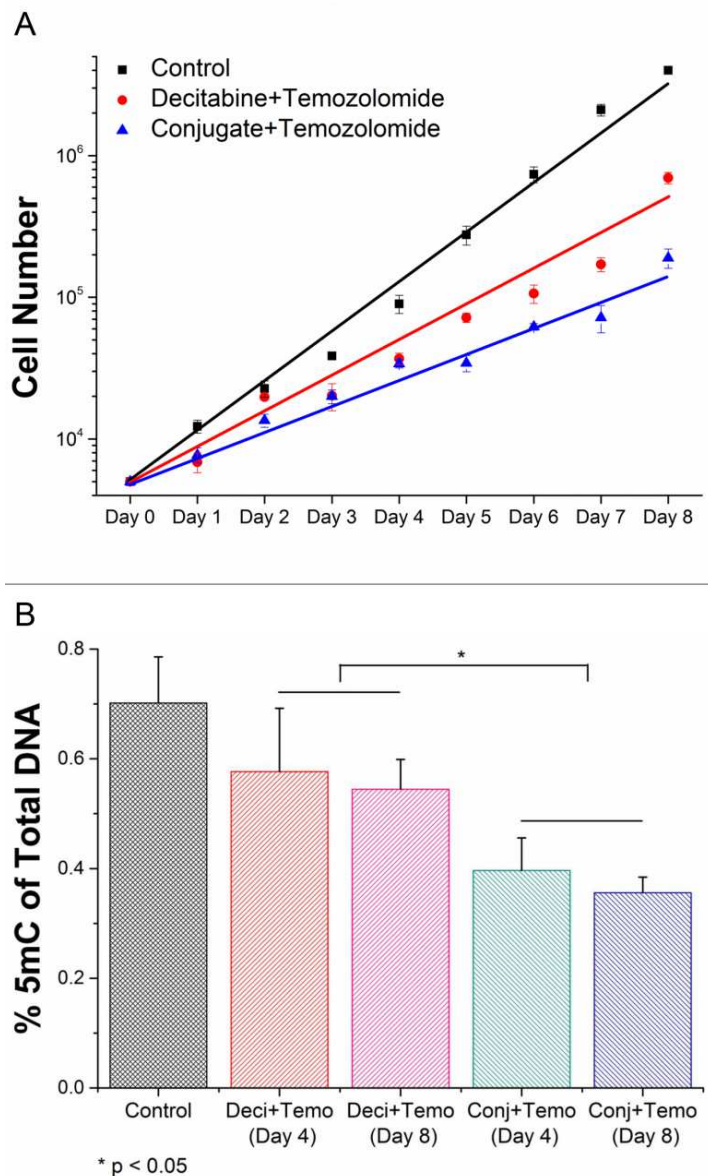 A
Control
Decitabine+Temozolomide
Conjugate+Temozolomide
10^6
10^5
10^4
Cell Number
Day 0 Day 1 Day 2 Day 3 Day 4 Day 5 Day 6 Day 7 Day 8
B
0.8
0.6
0.4
0.2
0.0
% 5mC of Total DNA
*
Control Deci+Temo Deci+Temo Conj+Temo Conj+Temo
(Day 4) (Day 8) (Day 4) (Day 8)
* p < 0.05